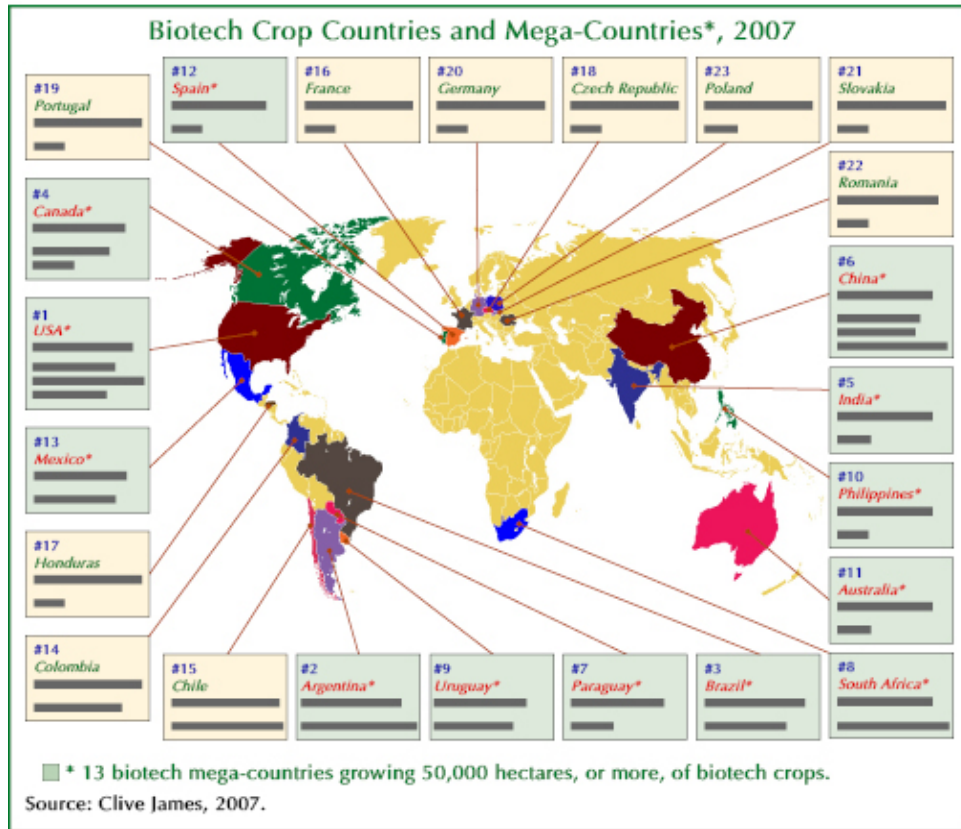 Biotech Crop Countries and Mega-Countries*, 2007
#19
Portugal
#12
Spain*
#16
France
#20
Germany
#18
Czech Republic
#23
Poland
#21
Slovakia
#4
Canada*
#22
Romania
#1
USA*
#6
China*
#13
Mexico*
#5
India*
#17
Honduras
#10
Philippines*
#14
Colombia
#11
Australia*
#15
Chile
#2
Argentina*
#9
Uruguay*
#7
Paraguay*
#3
Brazil*
#8
South Africa*
* 13 biotech mega-countries growing 50,000 hectares, or more, of biotech crops.
Source: Clive James, 2007.